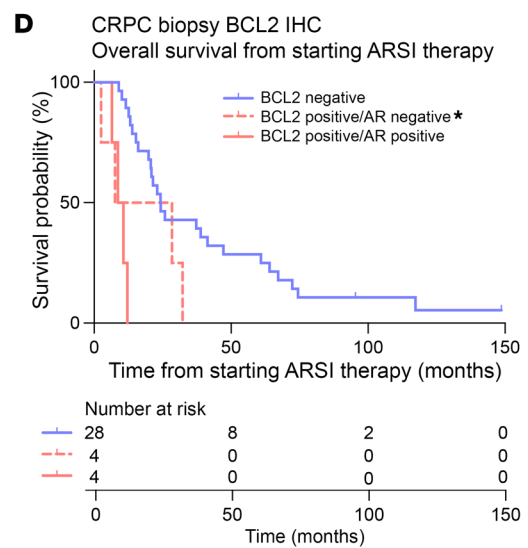 D
CRPC biopsy BCL2 IHC
Overall survival from starting ARSI therapy
Survival probability (%)
100
50
0
BCL2 negative
BCL2 positive/AR negative*
BCL2 positive/AR positive
0 50 100 150
Time from starting ARSI therapy (months)
Number at risk
28 8 2 0
4 0 0 0
4 0 0 0
0 50 100 150
Time (months)